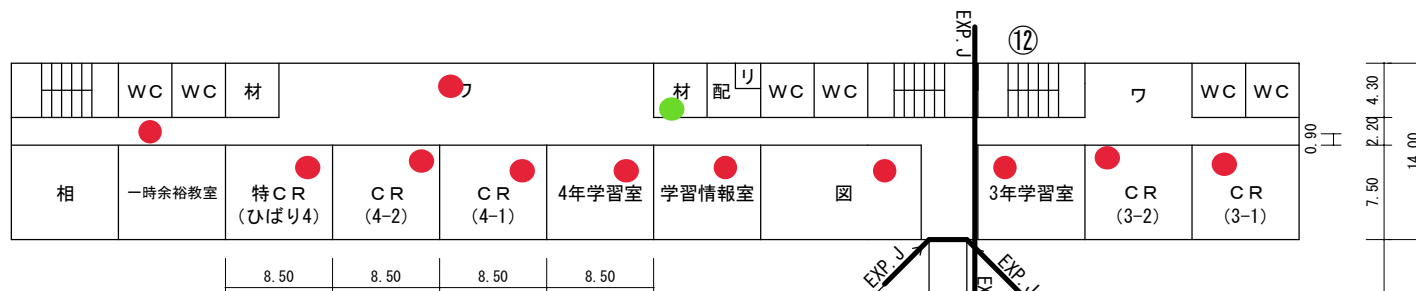 EXP.J
⑫
WC
WC
材
ワ
材
配
リ
WC
WC
ワ
WC
WC
4.30
2.20
0.90
14.00
7.50
相
一時余裕教室
特CR
(ひばり4)
CR
(4-2)
CR
(4-1)
4年学習室
学習情報室
図
3年学習室
CR
(3-2)
CR
(3-1)
8.50
8.50
8.50
8.50
EXP.J
EXP.J